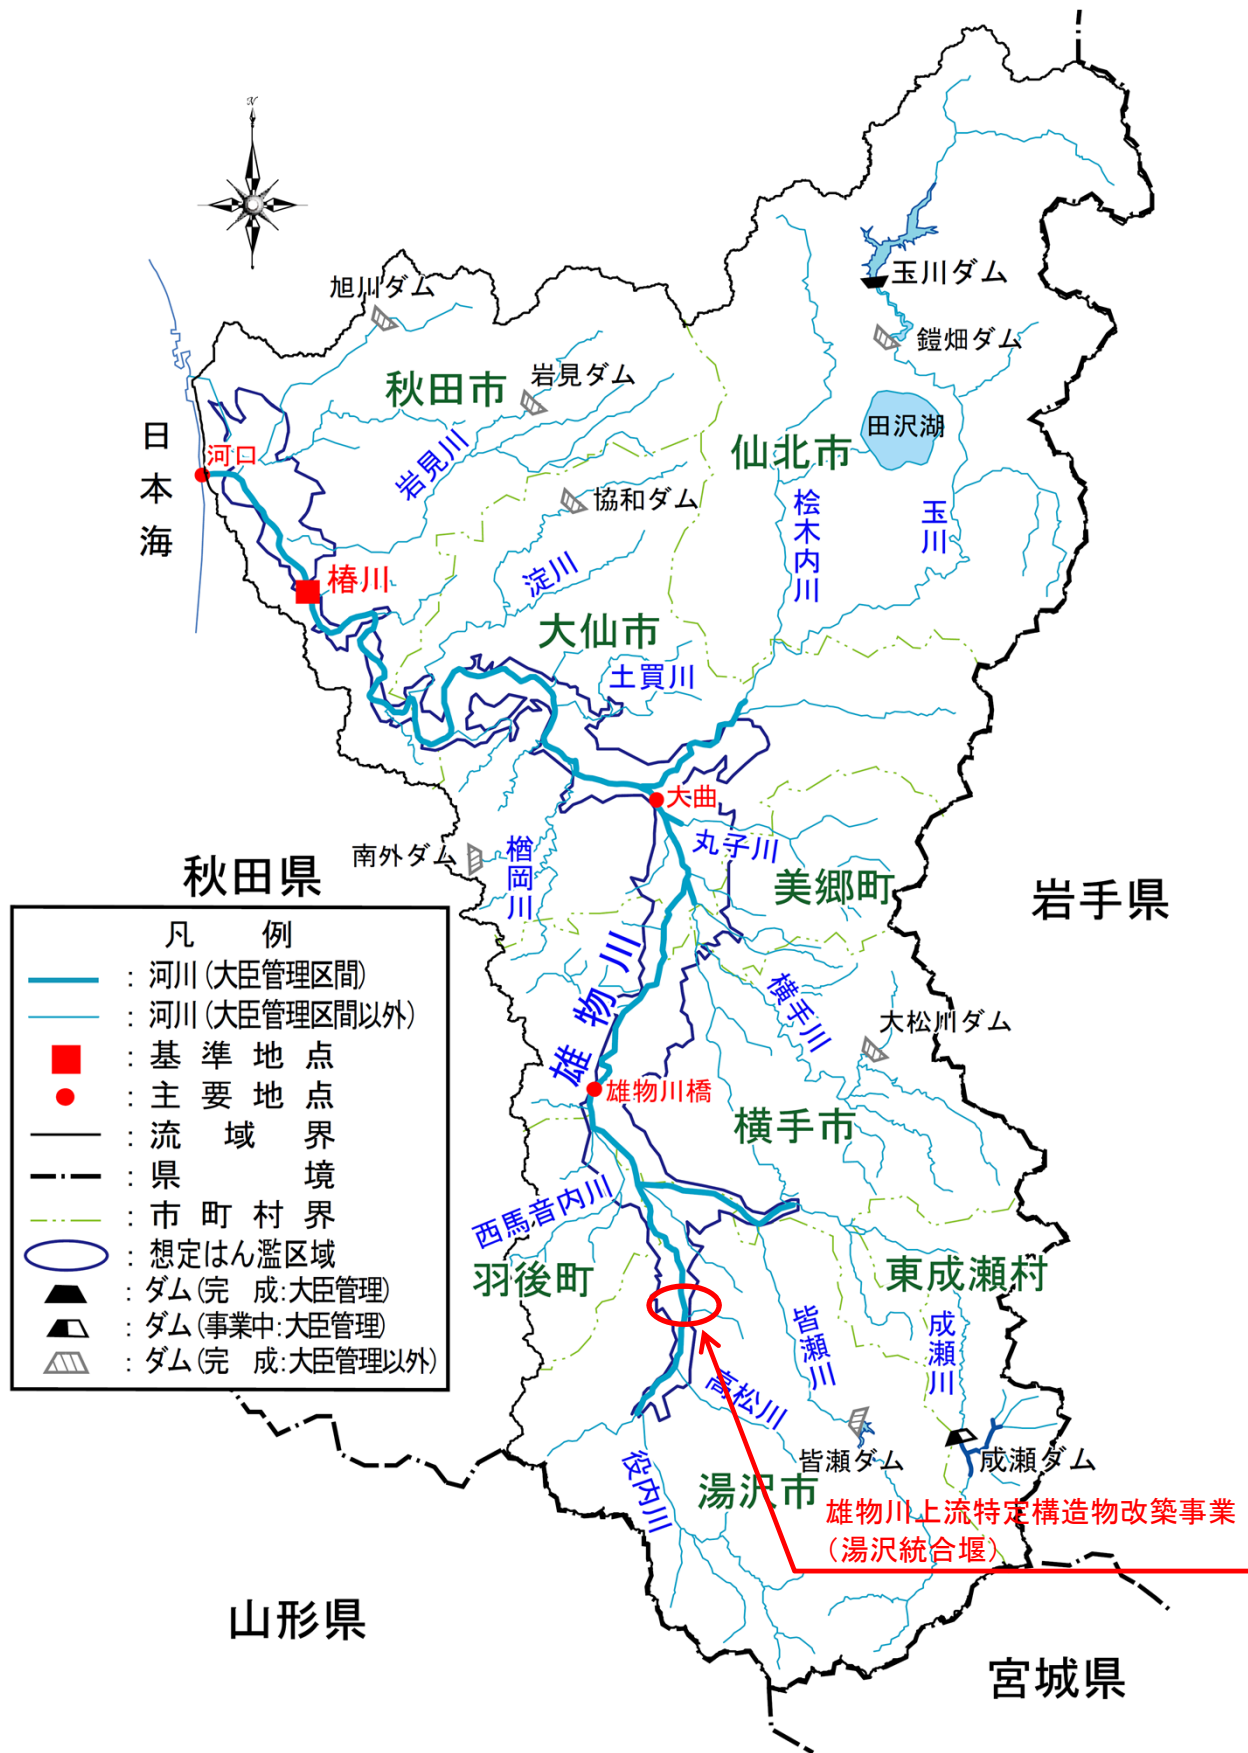 N
玉川ダム
旭川ダム
鎧畑ダム
岩見ダム
秋田市
田沢湖
日本海
河口
仙北市
岩見川
協和ダム
桧木内川
玉川
椿川
淀川
大仙市
土買川
大曲
丸子川
南外ダム
楢岡川
秋田県
美郷町
岩手県
凡 例
:河川(大臣管理区間)
:河川(大臣管理区間以外)
:基準地点
:主要地点
:流域界
:県境
:市町村界
:想定はん濫区域
:ダム(完 成:大臣管理)
:ダム(事業中:大臣管理)
:ダム(完 成:大臣管理以外)
雄物川
横手川
大松川ダム
雄物川橋
横手市
西馬音内川
羽後町
東成瀬村
皆瀬川
成瀬川
高松川
役内川
皆瀬ダム
成瀬ダム
湯沢市
雄物川上流特定構造物改築事業
(湯沢統合堰)
山形県
宮城県